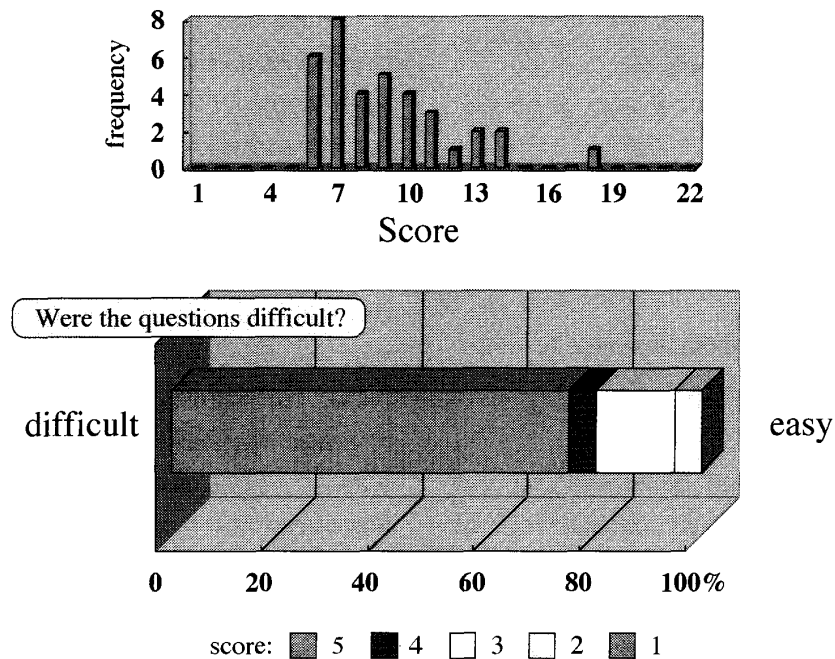 8
6
4
2
0
frequency
1 4 7 10 13 16 19 22
Score
Were the questions difficult?
difficult easy
0 20 40 60 80 100%
score: 5 4 3 2 1